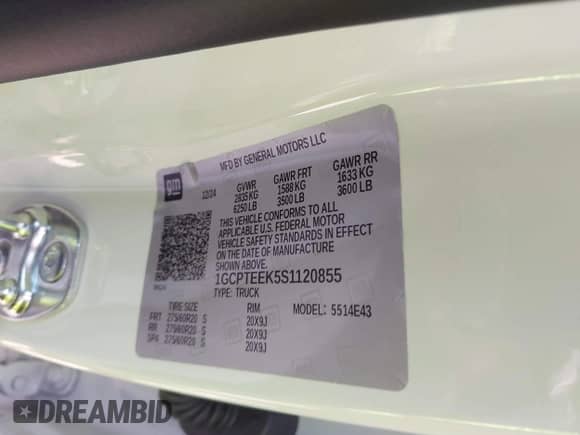 MFD BY GENERAL MOTORS LLC
gm
12/24
GVWR
2835 KG
6250 LB
GAWR FRT
1588 KG
3500 LB
GAWR RR
1633 KG
3600 LB
THIS VEHICLE CONFORMS TO ALL
APPLICABLE U.S. FEDERAL MOTOR
VEHICLE SAFETY STANDARDS IN EFFECT
ON THE DATE OF MANUFACTURE
SHOWN ABOVE.
1GCPTEEK5S1120855
TYPE: TRUCK
TIRE SIZE RIM MODEL: 5514E43
FRT 275/60R20 S 20X9J
RR 275/60R20 S 20X9J
SPA 275/60R20 S 20X9J
DREAMBID